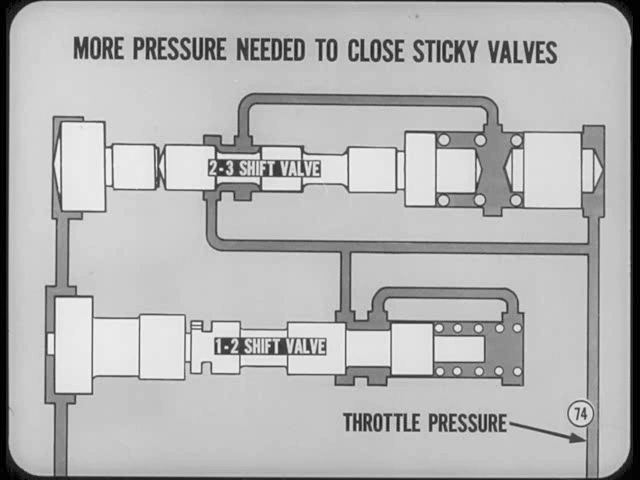 MORE PRESSURE NEEDED TO CLOSE STICKY VALVES
2-3 SHIFT VALVE
1-2 SHIFT VALVE
74
THROTTLE PRESSURE